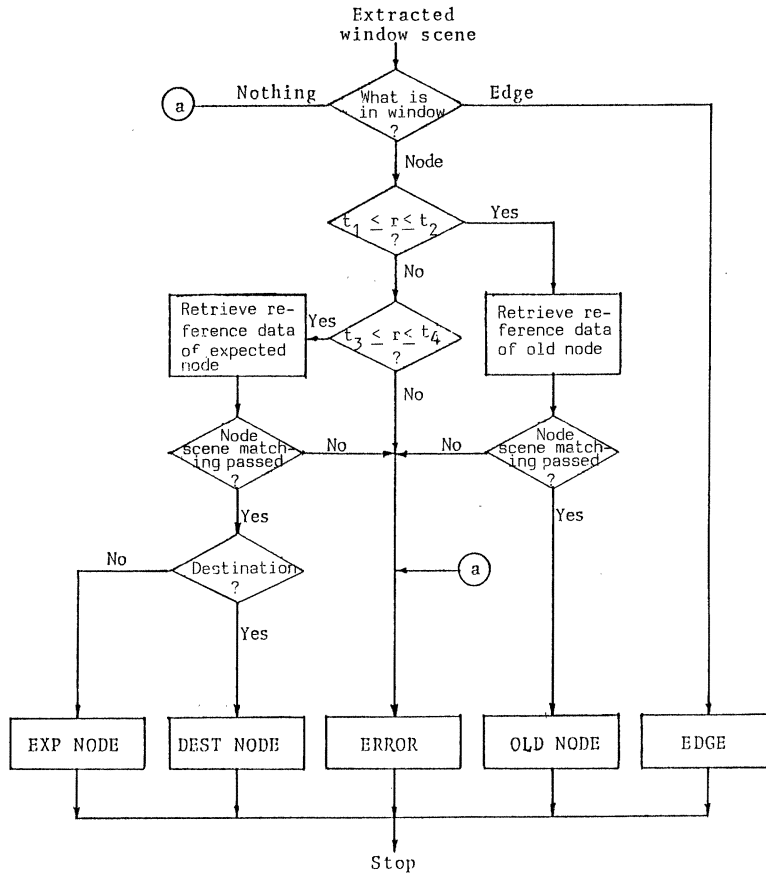 Extracted
window scene
a
Nothing
What is
in window
?
Edge
Node
t1 ≤ r ≤ t2
?
Yes
No
Retrieve re-
ference data
of expected
node
Yes
t3 ≤ r ≤ t4
?
Retrieve re-
ference data
of old node
No
Node
scene match-
ing passed
?
No
No
Node
scene match-
ing passed
?
Yes
Yes
No
Destination
?
a
Yes
EXP NODE
DEST NODE
ERROR
OLD NODE
EDGE
Stop